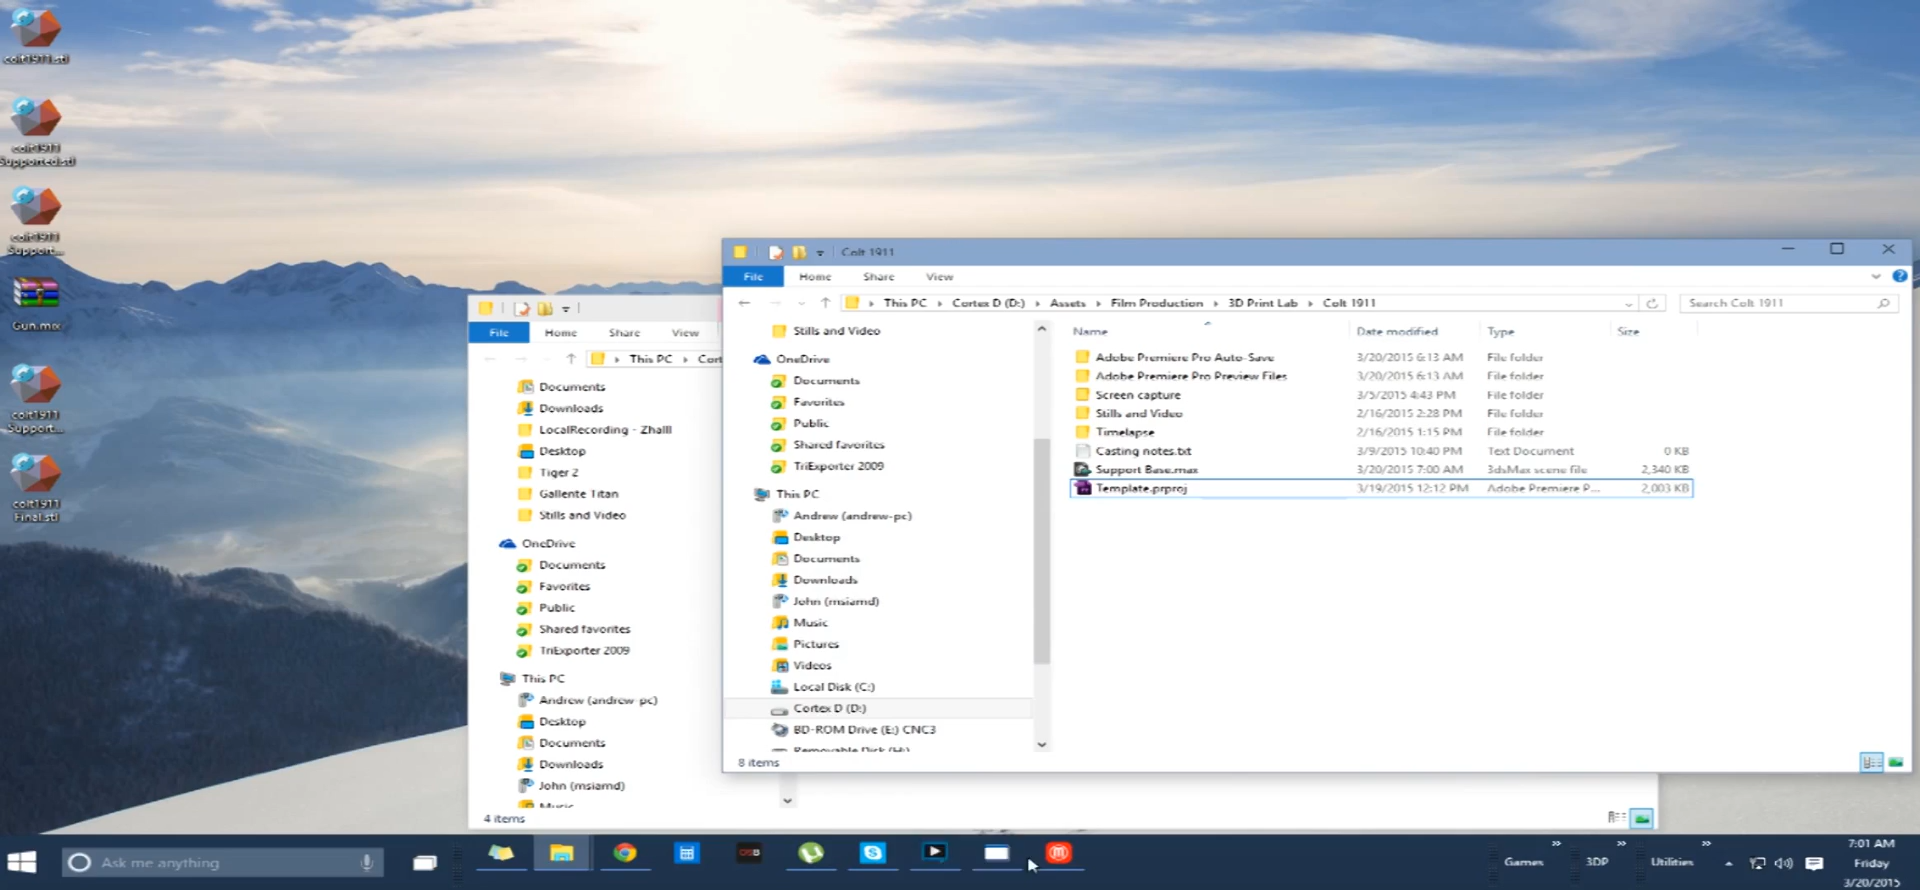 colt1911.stl
colt1911
Supported.stl
colt1911
Support...
Gun.mix
colt1911
Support...
colt1911
Final.stl
File
Home
Share
View
This PC
Cort
Documents
Downloads
LocalRecording - Zhalll
Desktop
Tiger 2
Gallente Titan
Stills and Video
OneDrive
Documents
Favorites
Public
Shared favorites
TriExporter 2009
This PC
Andrew (andrew-pc)
Desktop
Documents
Downloads
John (msiamd)
Music
4 items
Colt 1911
File
Home
Share
View
This PC
Cortex D (D:)
Assets
Film Production
3D Print Lab
Colt 1911
Search Colt 1911
Stills and Video
OneDrive
Documents
Favorites
Public
Shared favorites
TriExporter 2009
This PC
Andrew (andrew-pc)
Desktop
Documents
Downloads
John (msiamd)
Music
Pictures
Videos
Local Disk (C:)
Cortex D (D:)
BD-ROM Drive (E:) CNC3
Removable Disk (H:)
8 items
Name Date modified Type Size
Adobe Premiere Pro Auto-Save 3/20/2015 6:13 AM File folder
Adobe Premiere Pro Preview Files 3/20/2015 6:13 AM File folder
Screen capture 3/5/2015 4:43 PM File folder
Stills and Video 2/16/2015 2:28 PM File folder
Timelapse 2/16/2015 1:15 PM File folder
Casting notes.txt 3/9/2015 10:40 PM Text Document 0 KB
Support Base.max 3/20/2015 7:00 AM 3dsMax scene file 2,340 KB
Template.prproj 3/19/2015 12:12 PM Adobe Premiere P... 2,003 KB
Ask me anything
Games
3DP
Utilities
7:01 AM
Friday
3/20/2015